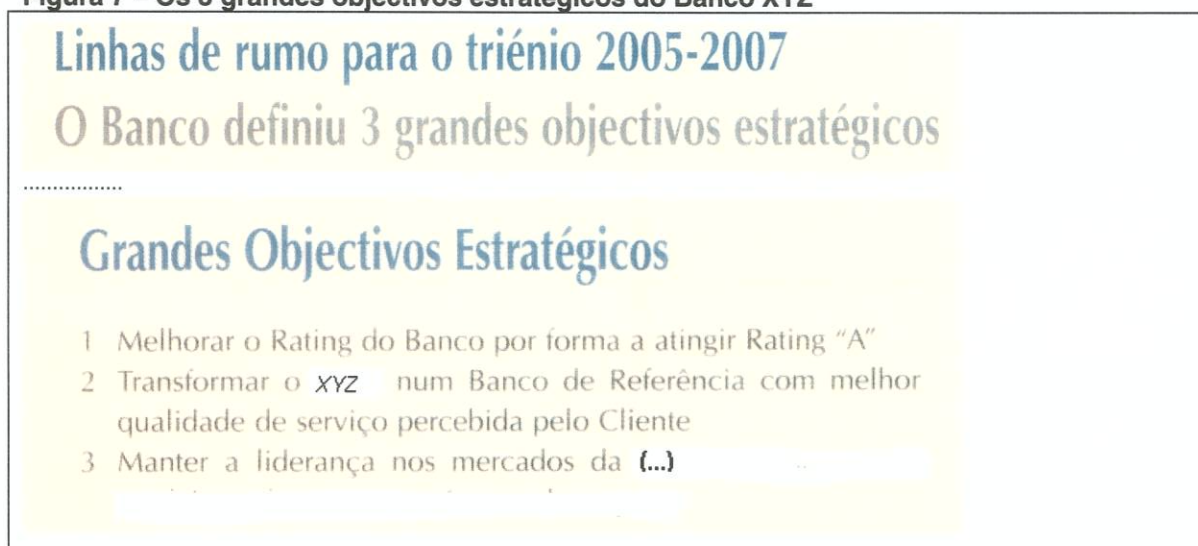 Figura 7 – Os 3 grandes objectivos estratégicos do Banco XYZ
Linhas de rumo para o triénio 2005-2007
O Banco definiu 3 grandes objectivos estratégicos
.................
Grandes Objectivos Estratégicos
1 Melhorar o Rating do Banco por forma a atingir Rating “A”
2 Transformar o XYZ num Banco de Referência com melhor
qualidade de serviço percebida pelo Cliente
3 Manter a liderança nos mercados da (...)